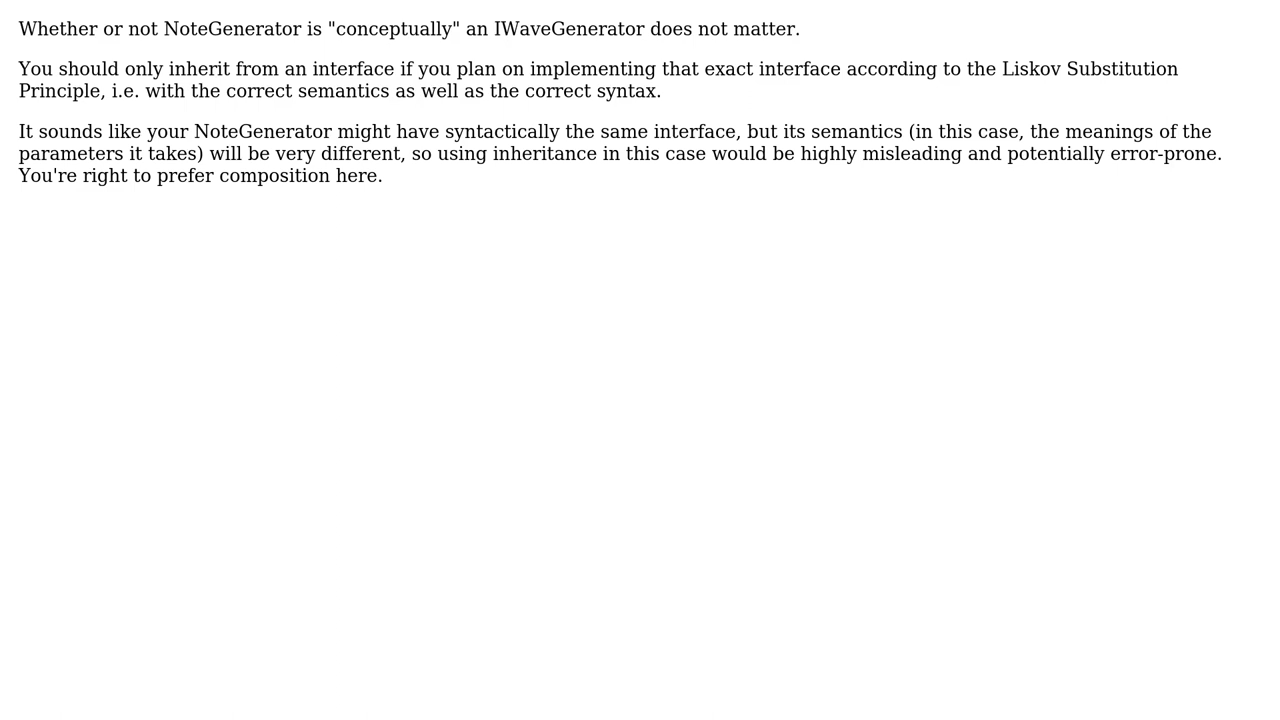 Whether or not NoteGenerator is "conceptually" an IWaveGenerator does not matter.
You should only inherit from an interface if you plan on implementing that exact interface according to the Liskov Substitution
Principle, i.e. with the correct semantics as well as the correct syntax.
It sounds like your NoteGenerator might have syntactically the same interface, but its semantics (in this case, the meanings of the
parameters it takes) will be very different, so using inheritance in this case would be highly misleading and potentially error-prone.
You're right to prefer composition here.